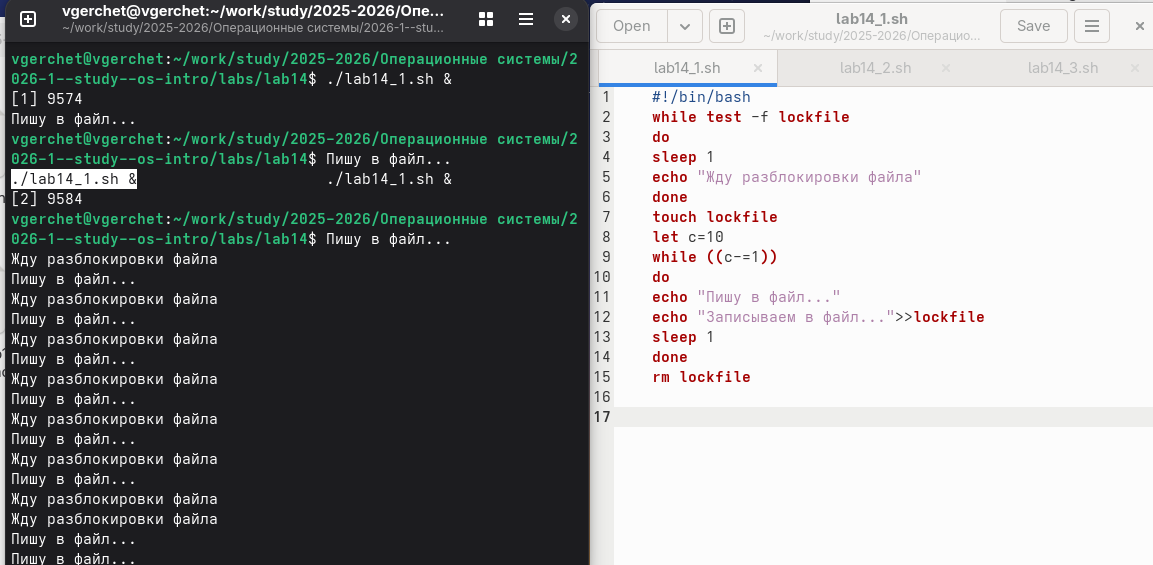 vgerchet@vgerchet:~/work/study/2025-2026/Опе...
~/work/study/2025-2026/Операционные системы/2026-1--stu...
vgerchet@vgerchet:~/work/study/2025-2026/Операционные системы/2
026-1--study--os-intro/labs/lab14$ ./lab14_1.sh &
[1] 9574
Пишу в файл...
vgerchet@vgerchet:~/work/study/2025-2026/Операционные системы/2
026-1--study--os-intro/labs/lab14$ Пишу в файл...
./lab14_1.sh & ./lab14_1.sh &
[2] 9584
vgerchet@vgerchet:~/work/study/2025-2026/Операционные системы/2
026-1--study--os-intro/labs/lab14$ Пишу в файл...
Жду разблокировки файла
Пишу в файл...
Жду разблокировки файла
Пишу в файл...
Жду разблокировки файла
Пишу в файл...
Жду разблокировки файла
Пишу в файл...
Жду разблокировки файла
Пишу в файл...
Жду разблокировки файла
Пишу в файл...
Жду разблокировки файла
Жду разблокировки файла
Пишу в файл...
Пишу в файл...
Open
lab14_1.sh
~/work/study/2025-2026/Операцио...
Save
lab14_1.sh
lab14_2.sh
lab14_3.sh
1 #!/bin/bash
2 while test -f lockfile
3 do
4 sleep 1
5 echo "Жду разблокировки файла"
6 done
7 touch lockfile
8 let c=10
9 while ((c-=1))
10 do
11 echo "Пишу в файл..."
12 echo "Записываем в файл...">>lockfile
13 sleep 1
14 done
15 rm lockfile
16
17